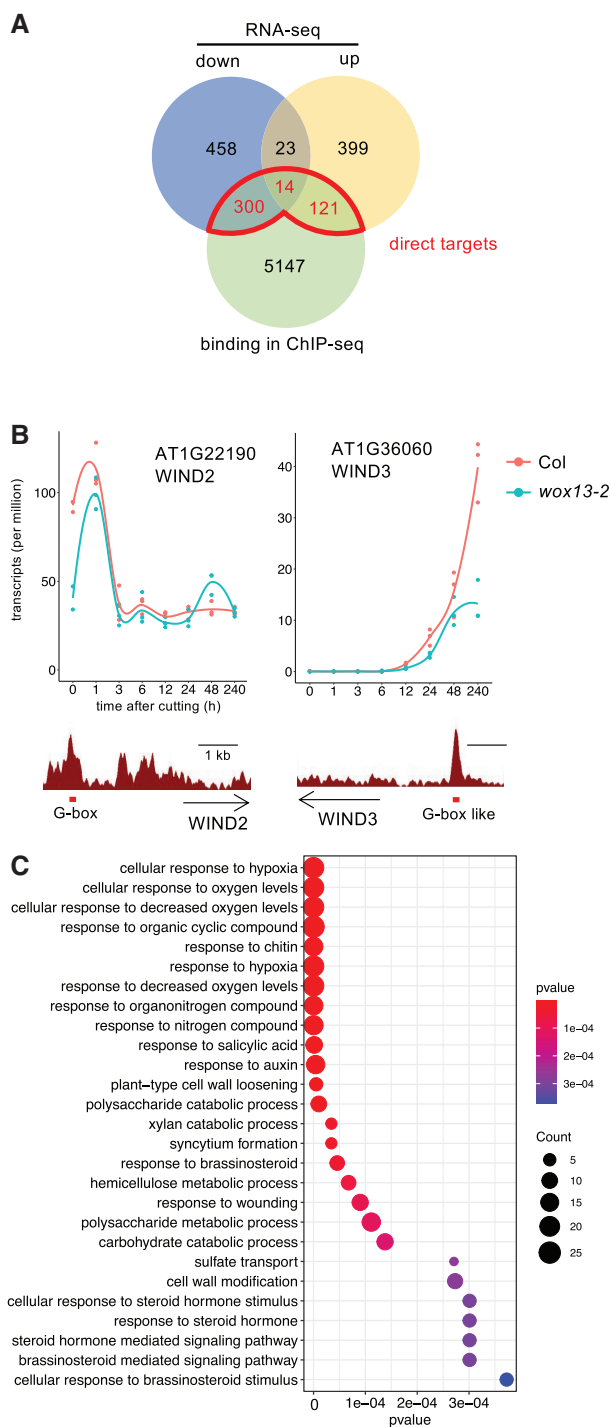 A
RNA-seq
down
up
458
23
399
14
300
121
direct targets
5147
binding in ChIP-seq
B
AT1G22190
WIND2
AT1G36060
WIND3
Col
wox13-2
transcripts (per million)
100
50
0
40
30
20
10
0
0 1 3 6 12 24 48 240
0 1 3 6 12 24 48 240
time after cutting (h)
1 kb
G-box
WIND2
WIND3
G-box like
C
cellular response to hypoxia
cellular response to oxygen levels
cellular response to decreased oxygen levels
response to organic cyclic compound
response to chitin
response to hypoxia
response to decreased oxygen levels
response to organonitrogen compound
response to nitrogen compound
response to salicylic acid
response to auxin
plant-type cell wall loosening
polysaccharide catabolic process
xylan catabolic process
syncytium formation
response to brassinosteroid
hemicellulose metabolic process
response to wounding
polysaccharide metabolic process
carbohydrate catabolic process
sulfate transport
cell wall modification
cellular response to steroid hormone stimulus
response to steroid hormone
steroid hormone mediated signaling pathway
brassinosteroid mediated signaling pathway
cellular response to brassinosteroid stimulus
0 1e-04 2e-04 3e-04
pvalue
pvalue
1e-04
2e-04
3e-04
Count
5
10
15
20
25